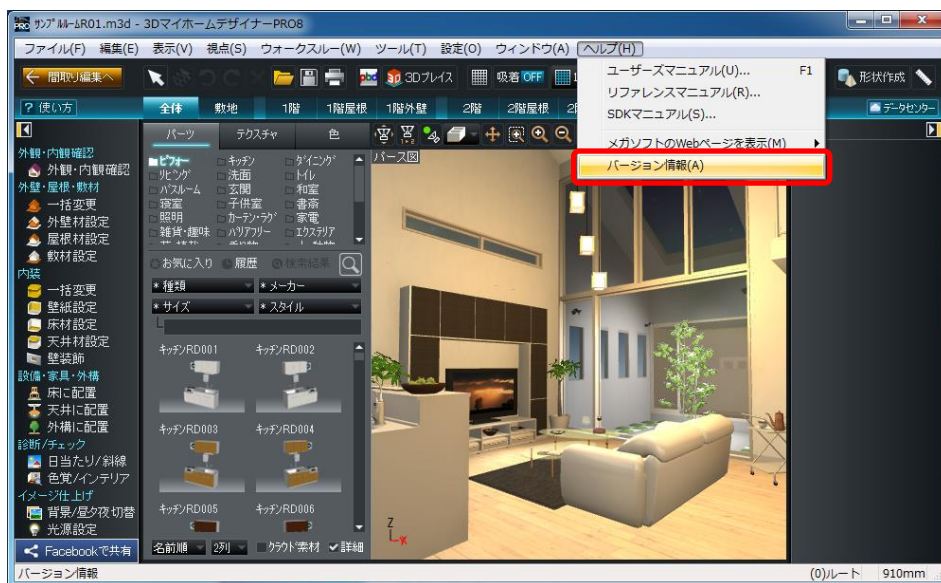 サンプルルームR01.m3d - 3DマイホームデザイナーPRO8
ファイル(F) 編集(E) 表示(V) 視点(S) ウォークスルー(W) ツール(T) 設定(O) ウィンドウ(A) ヘルプ(H)
間取り編集へ
3Dプレイス
吸着 OFF
形状作成
ユーザーズマニュアル(U)... F1
リファレンスマニュアル(R)...
SDKマニュアル(S)...
メガソフトのWebページを表示(M)
バージョン情報(A)
? 使い方
全体 敷地 1階 1階屋根 1階外壁 2階 2階屋根
データセンター
外観・内観確認
外観・内観確認
外壁・屋根・敷材
一括変更
外壁材設定
屋根材設定
敷材設定
内装
一括変更
壁紙設定
床材設定
天井材設定
壁装飾
設備・家具・外構
床に配置
天井に配置
外構に配置
診断/チェック
日当たり/斜線
色覚/インテリア
イメージ仕上げ
背景/昼夕夜切替
光源設定
Facebookで共有
パーツ テクスチャ 色
ビフォー キッチン ダイニング
リビング 洗面 トイレ
バスルーム 玄関 和室
寝室 子供室 書斎
照明 カーテン・ラグ 家電
雑貨・趣味 バリアフリー エクステリア
お気に入り 履歴 検索結果
* 種類 * メーカー
* サイズ * スタイル
キッチンRD001 キッチンRD002
キッチンRD003 キッチンRD004
キッチンRD005 キッチンRD006
名前順 2列 クラウド素材 詳細
パース図
Z
X
バージョン情報
(0)ルート 910mm